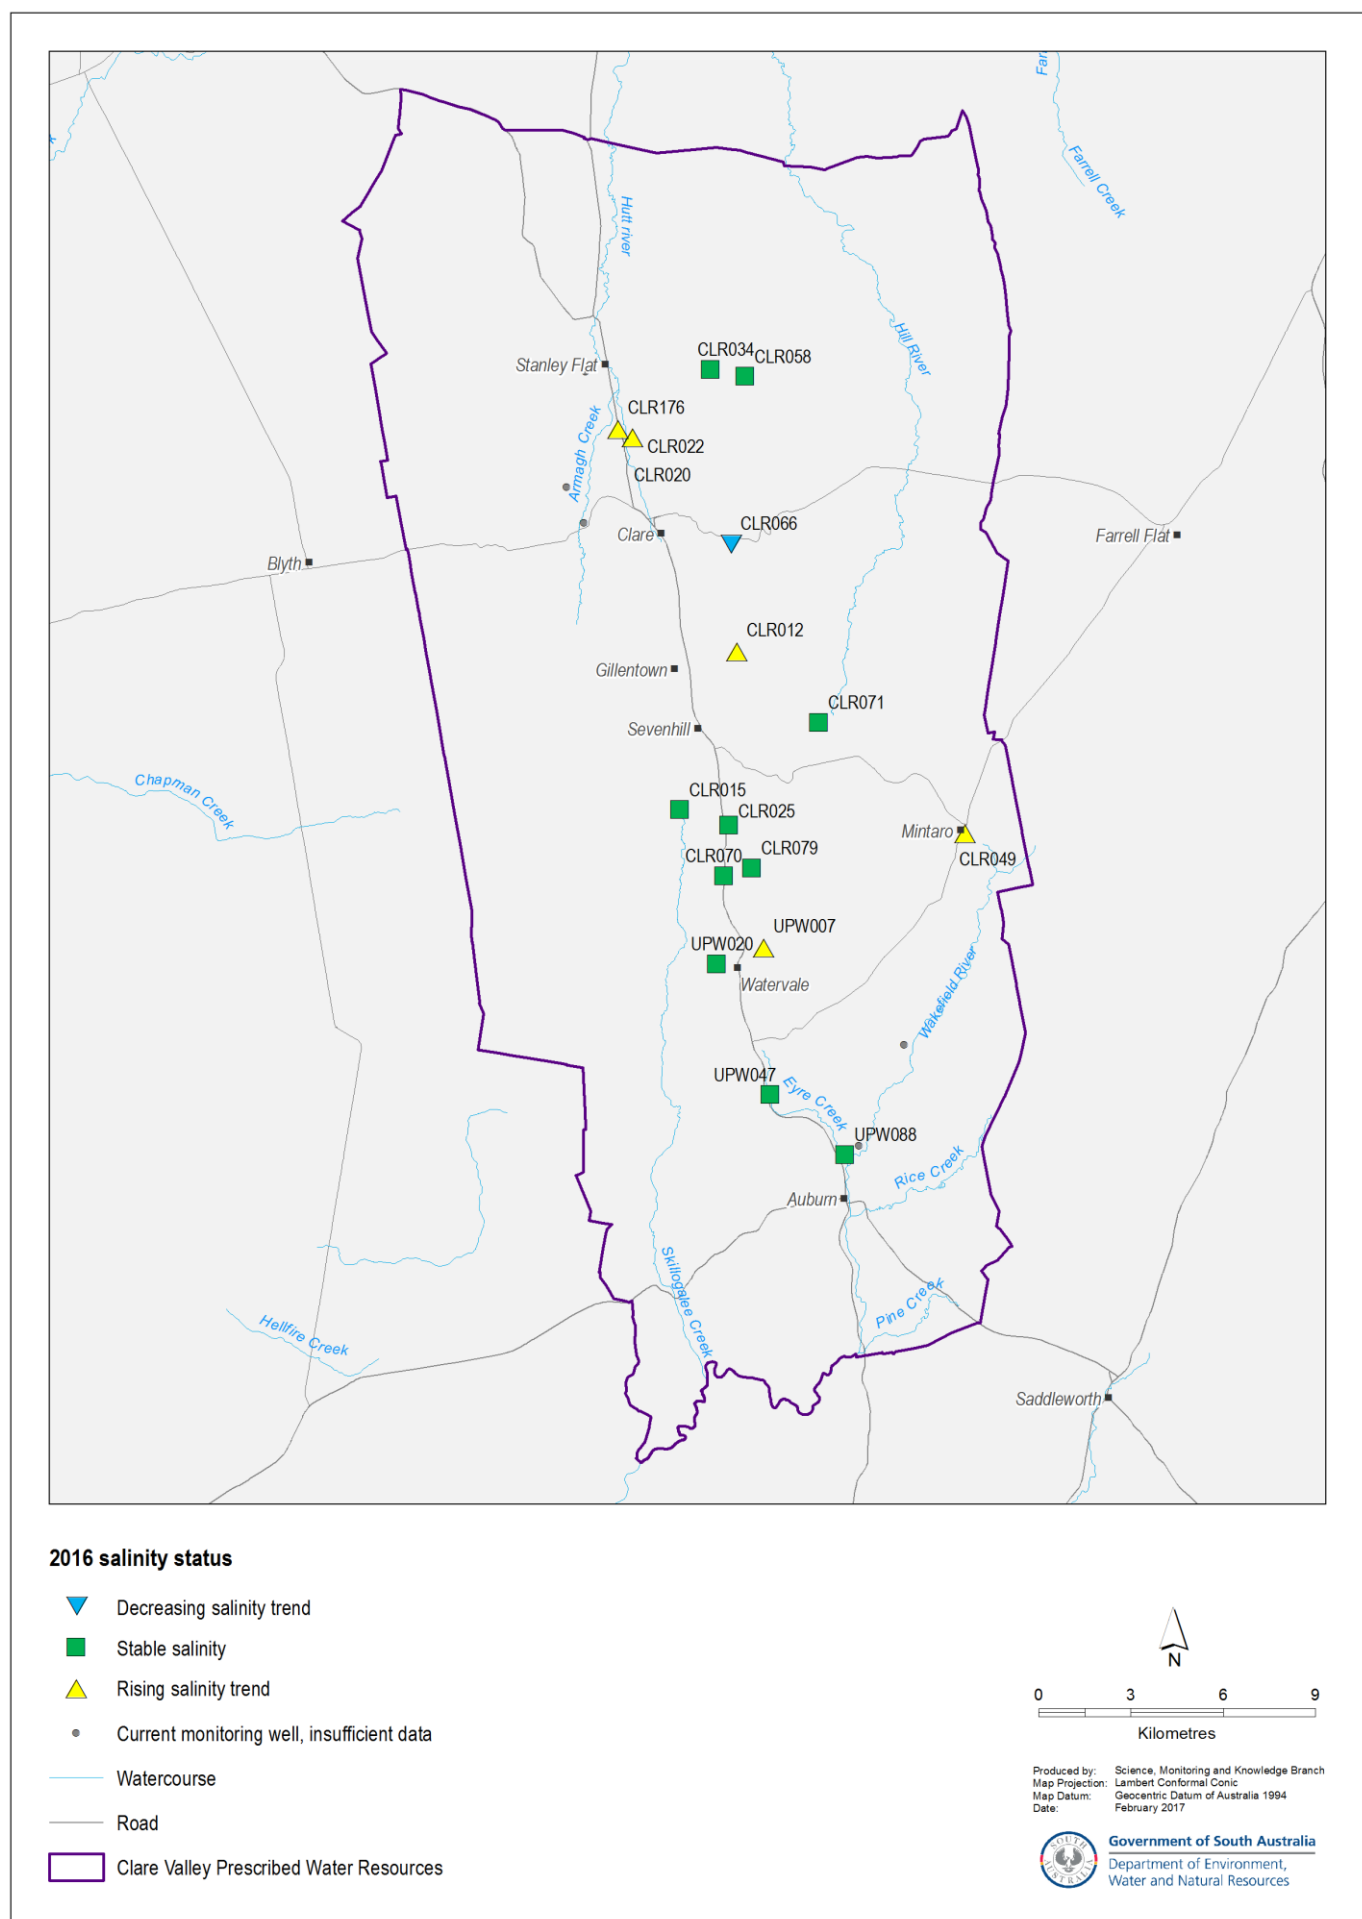 Farr
Farrell Creek
k
Hutt river
Hill River
CLR034
CLR058
Stanley Flat
CLR176
CLR022
Armagh Creek
CLR020
CLR066
Clare
Farrell Flat
Blyth
CLR012
Gillentown
CLR071
Sevenhill
Chapman Creek
CLR015
CLR025
Mintaro
CLR079
CLR070
CLR049
UPW007
UPW020
Watervale
Wakefield River
UPW047
Eyre Creek
UPW088
Rice Creek
Auburn
Skillogalee Creek
Pine Creek
Hellfire Creek
Saddleworth
2016 salinity status
Decreasing salinity trend
Stable salinity
Rising salinity trend
Current monitoring well, insufficient data
Watercourse
Road
Clare Valley Prescribed Water Resources
N
0 3 6 9
Kilometres
Produced by: Science, Monitoring and Knowledge Branch
Map Projection: Lambert Conformal Conic
Map Datum: Geocentric Datum of Australia 1994
Date: February 2017
SOUTH AUSTRALIA
Government of South Australia
Department of Environment,
Water and Natural Resources